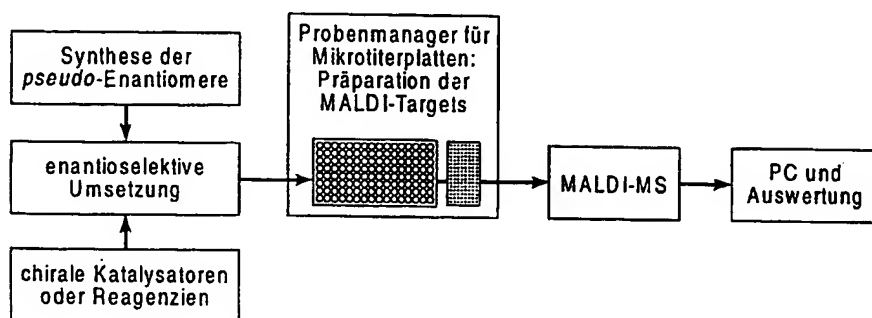 Synthese der
pseudo-Enantiomere
enantioselektive
Umsetzung
chirale Katalysatoren
oder Reagenzien
Probenmanager für
Mikrotiterplatten:
Präparation der
MALDI-Targets
MALDI-MS
PC und
Auswertung